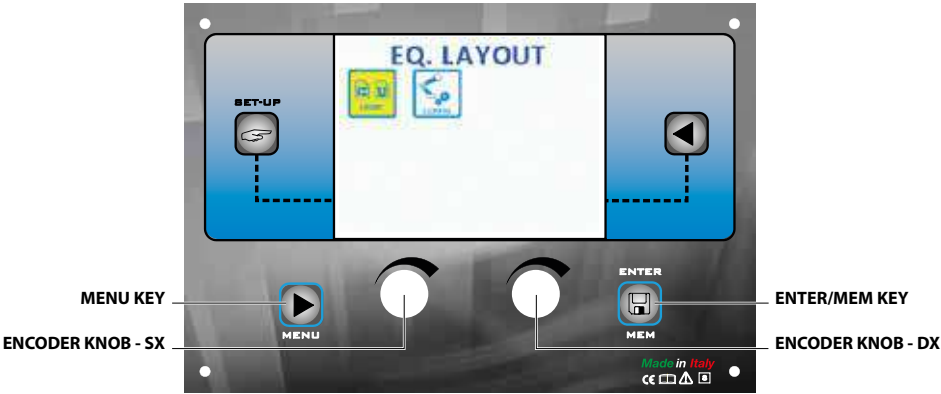 EQ. LAYOUT
SET-UP
ENTER
MENU KEY
ENTER/MEM KEY
MENU
MEM
ENCODER KNOB - SX
ENCODER KNOB - DX
Made in Italy
CE